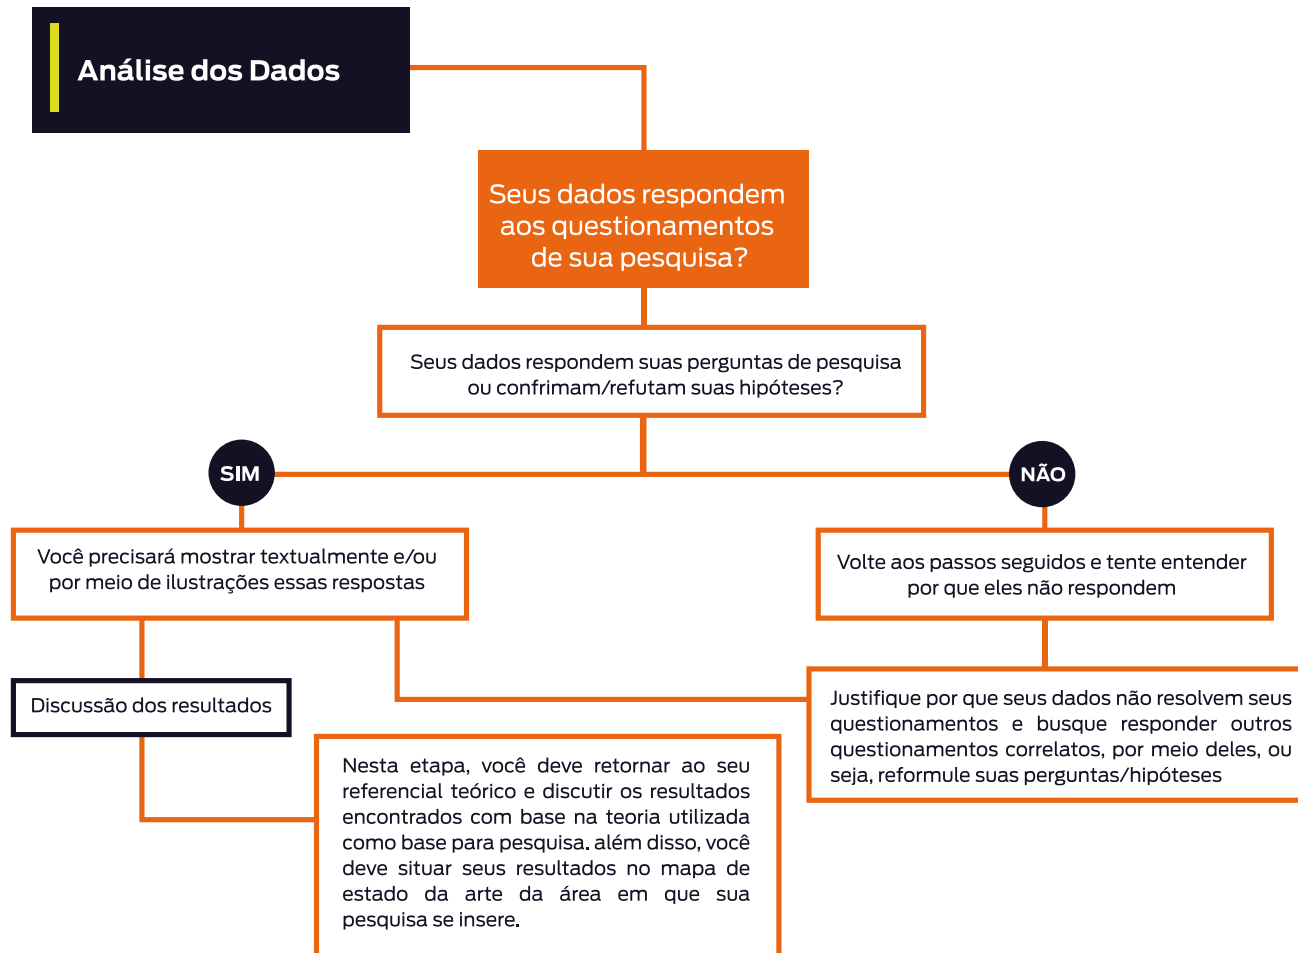 Análise dos Dados
Seus dados respondem
aos questionamentos
de sua pesquisa?
Seus dados respondem suas perguntas de pesquisa
ou confrimam/refutam suas hipóteses?
SIM
NÃO
Você precisará mostrar textualmente e/ou
por meio de ilustrações essas respostas
Volte aos passos seguidos e tente entender
por que eles não respondem
Discussão dos resultados
Justifique por que seus dados não resolvem seus
questionamentos e busque responder outros
questionamentos correlatos, por meio deles, ou
seja, reformule suas perguntas/hipóteses
Nesta etapa, você deve retornar ao seu
referencial teórico e discutir os resultados
encontrados com base na teoria utilizada
como base para pesquisa. além disso, você
deve situar seus resultados no mapa de
estado da arte da área em que sua
pesquisa se insere.